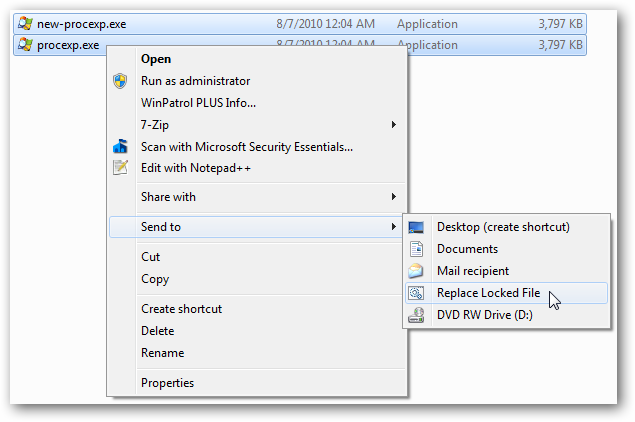 new-procexp.exe 8/7/2010 12:04 AM Application 3,797 KB
procexp.exe 8/7/2010 12:04 AM Application 3,797 KB
Open
Run as administrator
WinPatrol PLUS Info...
7-Zip
Scan with Microsoft Security Essentials...
Edit with Notepad++
Share with
Send to
Desktop (create shortcut)
Documents
Mail recipient
Replace Locked File
DVD RW Drive (D:)
Cut
Copy
Create shortcut
Delete
Rename
Properties